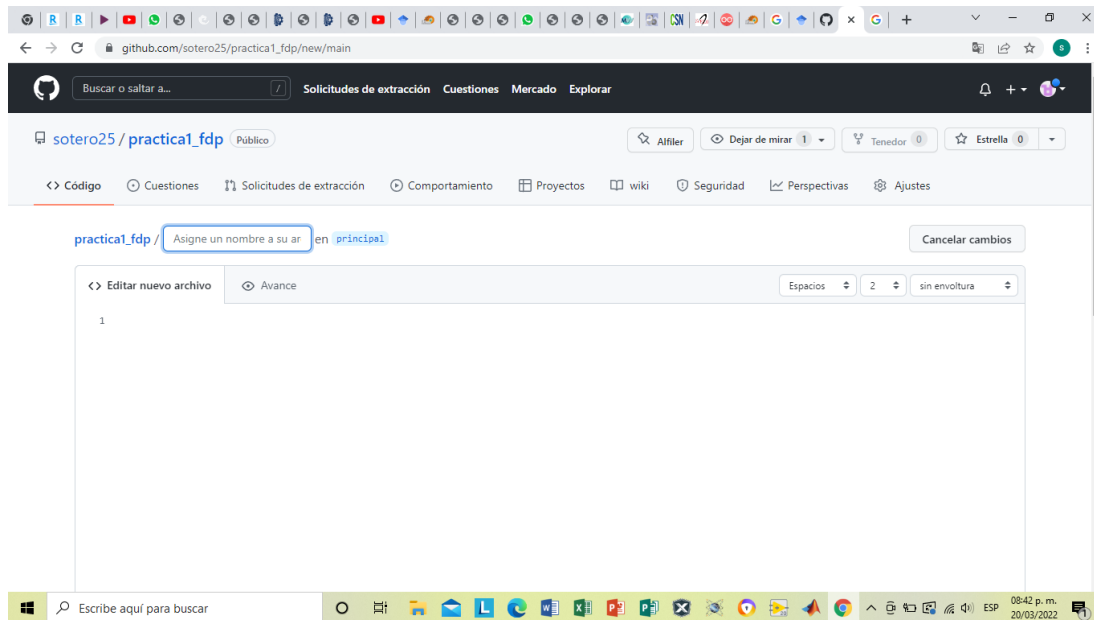 github.com/sotero25/practica1_fdp/new/main
Buscar o saltar a... / Solicitudes de extracción Cuestiones Mercado Explorar
sotero25 / practica1_fdp Público Alfiler Dejar de mirar 1 Tenedor 0 Estrella 0
<> Código Cuestiones Solicitudes de extracción Comportamiento Proyectos wiki Seguridad Perspectivas Ajustes
practica1_fdp / Asigne un nombre a su ar en principal Cancelar cambios
<> Editar nuevo archivo Avance Espacios 2 sin envoltura
1
Escribe aquí para buscar ESP 08:42 p. m.
20/03/2022